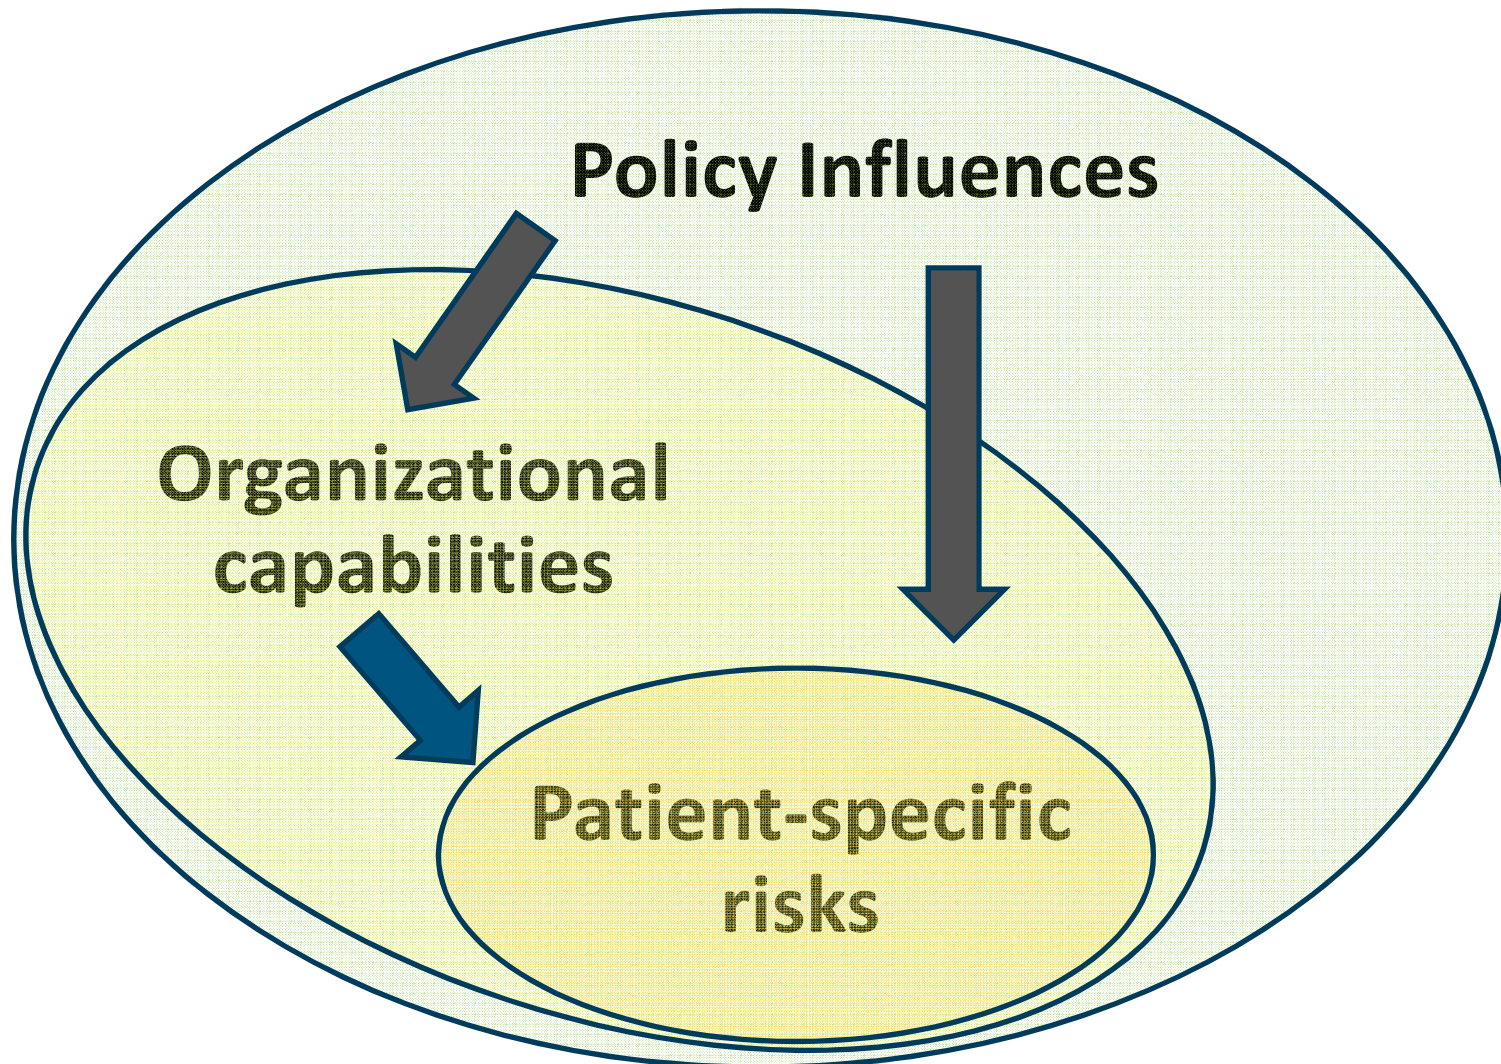 Policy Influences
Organizational
capabilities
Patient-specific
risks